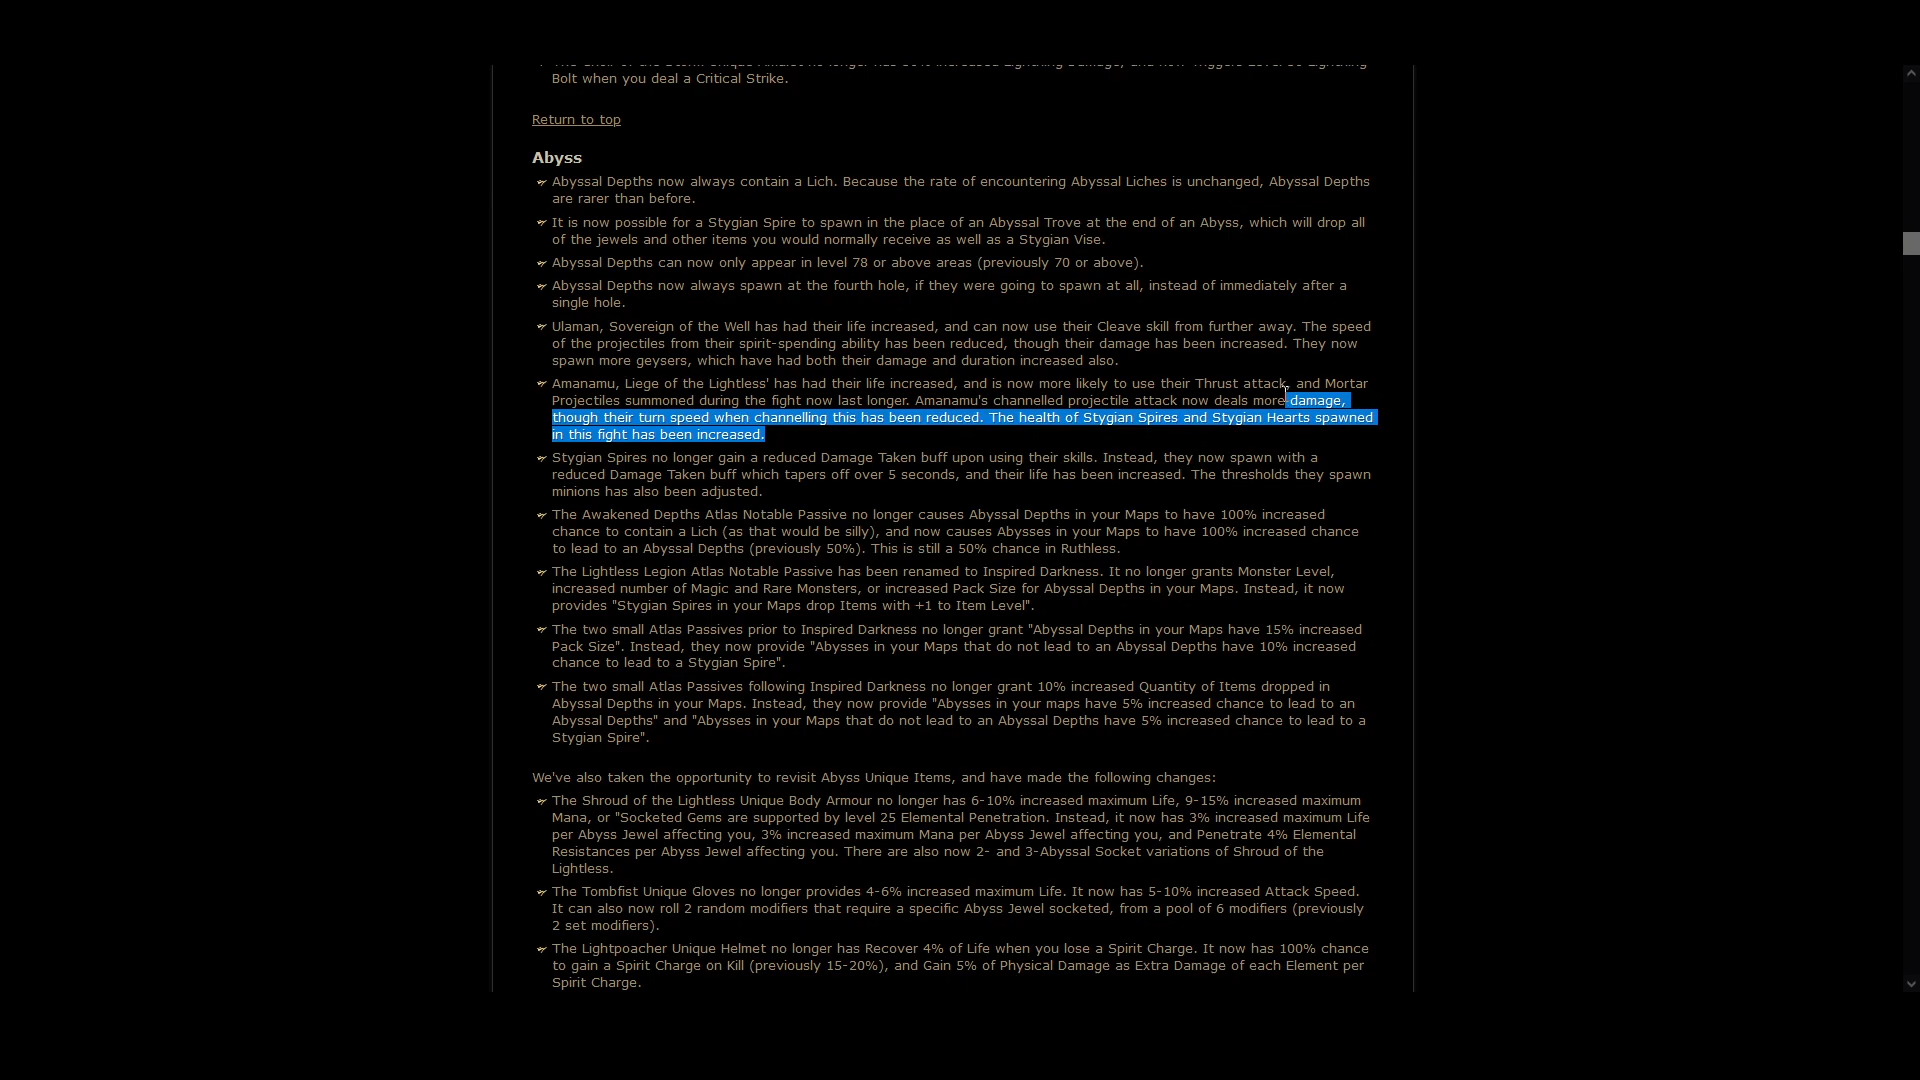 The Choir of the Storm Unique Amulet no longer has 30% increased Lightning Damage, and now Triggers Level 30 Lightning
Bolt when you deal a Critical Strike.
Return to top
Abyss
Abyssal Depths now always contain a Lich. Because the rate of encountering Abyssal Liches is unchanged, Abyssal Depths
are rarer than before.
It is now possible for a Stygian Spire to spawn in the place of an Abyssal Trove at the end of an Abyss, which will drop all
of the jewels and other items you would normally receive as well as a Stygian Vise.
Abyssal Depths can now only appear in level 78 or above areas (previously 70 or above).
Abyssal Depths now always spawn at the fourth hole, if they were going to spawn at all, instead of immediately after a
single hole.
Ulaman, Sovereign of the Well has had their life increased, and can now use their Cleave skill from further away. The speed
of the projectiles from their spirit-spending ability has been reduced, though their damage has been increased. They now
spawn more geysers, which have had both their damage and duration increased also.
Amanamu, Liege of the Lightless' has had their life increased, and is now more likely to use their Thrust attack, and Mortar
Projectiles summoned during the fight now last longer. Amanamu's channelled projectile attack now deals more damage,
though their turn speed when channelling this has been reduced. The health of Stygian Spires and Stygian Hearts spawned
in this fight has been increased.
Stygian Spires no longer gain a reduced Damage Taken buff upon using their skills. Instead, they now spawn with a
reduced Damage Taken buff which tapers off over 5 seconds, and their life has been increased. The thresholds they spawn
minions has also been adjusted.
The Awakened Depths Atlas Notable Passive no longer causes Abyssal Depths in your Maps to have 100% increased
chance to contain a Lich (as that would be silly), and now causes Abysses in your Maps to have 100% increased chance
to lead to an Abyssal Depths (previously 50%). This is still a 50% chance in Ruthless.
The Lightless Legion Atlas Notable Passive has been renamed to Inspired Darkness. It no longer grants Monster Level,
increased number of Magic and Rare Monsters, or increased Pack Size for Abyssal Depths in your Maps. Instead, it now
provides "Stygian Spires in your Maps drop Items with +1 to Item Level".
The two small Atlas Passives prior to Inspired Darkness no longer grant "Abyssal Depths in your Maps have 15% increased
Pack Size". Instead, they now provide "Abysses in your Maps that do not lead to an Abyssal Depths have 10% increased
chance to lead to a Stygian Spire".
The two small Atlas Passives following Inspired Darkness no longer grant 10% increased Quantity of Items dropped in
Abyssal Depths in your Maps. Instead, they now provide "Abysses in your maps have 5% increased chance to lead to an
Abyssal Depths" and "Abysses in your Maps that do not lead to an Abyssal Depths have 5% increased chance to lead to a
Stygian Spire".
We've also taken the opportunity to revisit Abyss Unique Items, and have made the following changes:
The Shroud of the Lightless Unique Body Armour no longer has 6-10% increased maximum Life, 9-15% increased maximum
Mana, or "Socketed Gems are supported by level 25 Elemental Penetration. Instead, it now has 3% increased maximum Life
per Abyss Jewel affecting you, 3% increased maximum Mana per Abyss Jewel affecting you, and Penetrate 4% Elemental
Resistances per Abyss Jewel affecting you. There are also now 2- and 3-Abyssal Socket variations of Shroud of the
Lightless.
The Tombfist Unique Gloves no longer provides 4-6% increased maximum Life. It now has 5-10% increased Attack Speed.
It can also now roll 2 random modifiers that require a specific Abyss Jewel socketed, from a pool of 6 modifiers (previously
2 set modifiers).
The Lightpoacher Unique Helmet no longer has Recover 4% of Life when you lose a Spirit Charge. It now has 100% chance
to gain a Spirit Charge on Kill (previously 15-20%), and Gain 5% of Physical Damage as Extra Damage of each Element per
Spirit Charge.